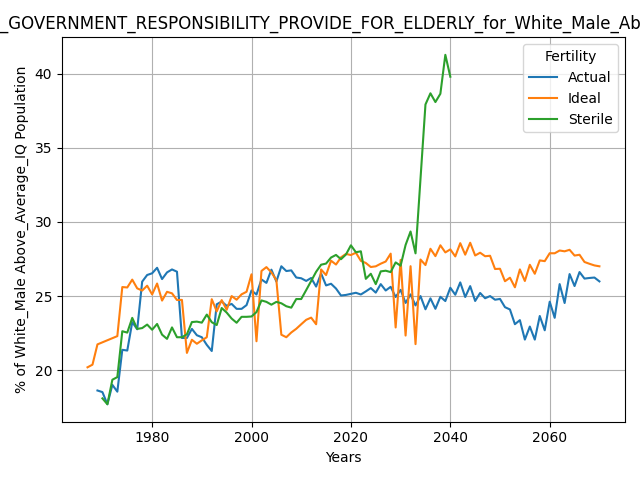 _GOVERNMENT_RESPONSIBILITY_PROVIDE_FOR_ELDERLY_for_White_Male_Ab
Fertility
Actual
Ideal
Sterile
% of White_Male Above_Average_IQ Population
40
35
30
25
20
1980
2000
2020
2040
2060
Years